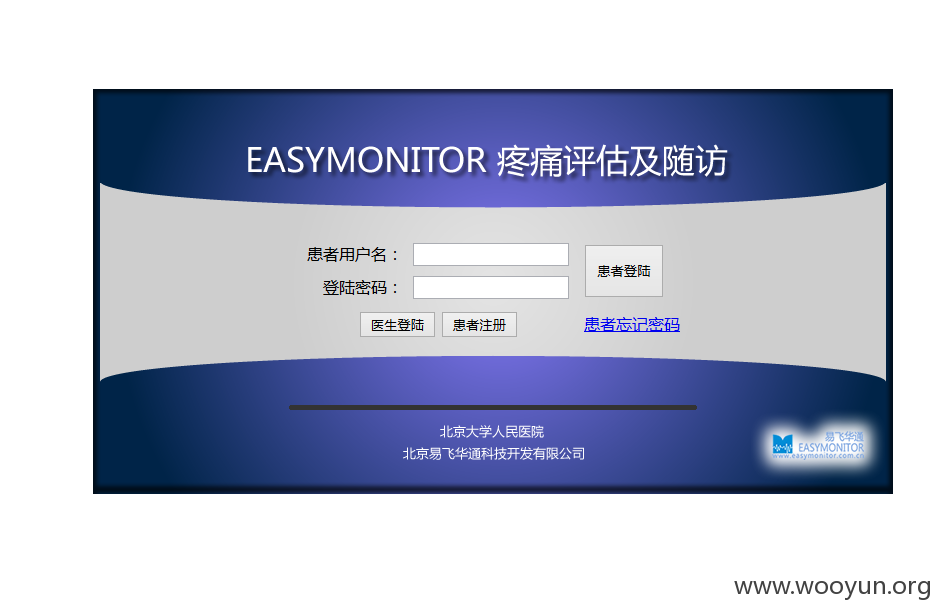 EASYMONITOR 疼痛评估及随访
患者用户名：
登陆密码：
患者登陆
医生登陆 患者注册 患者忘记密码
北京大学人民医院
北京易飞华通科技开发有限公司
易飞华通
EASYMONITOR
www.easymonitor.com.cn
www.wooyun.org